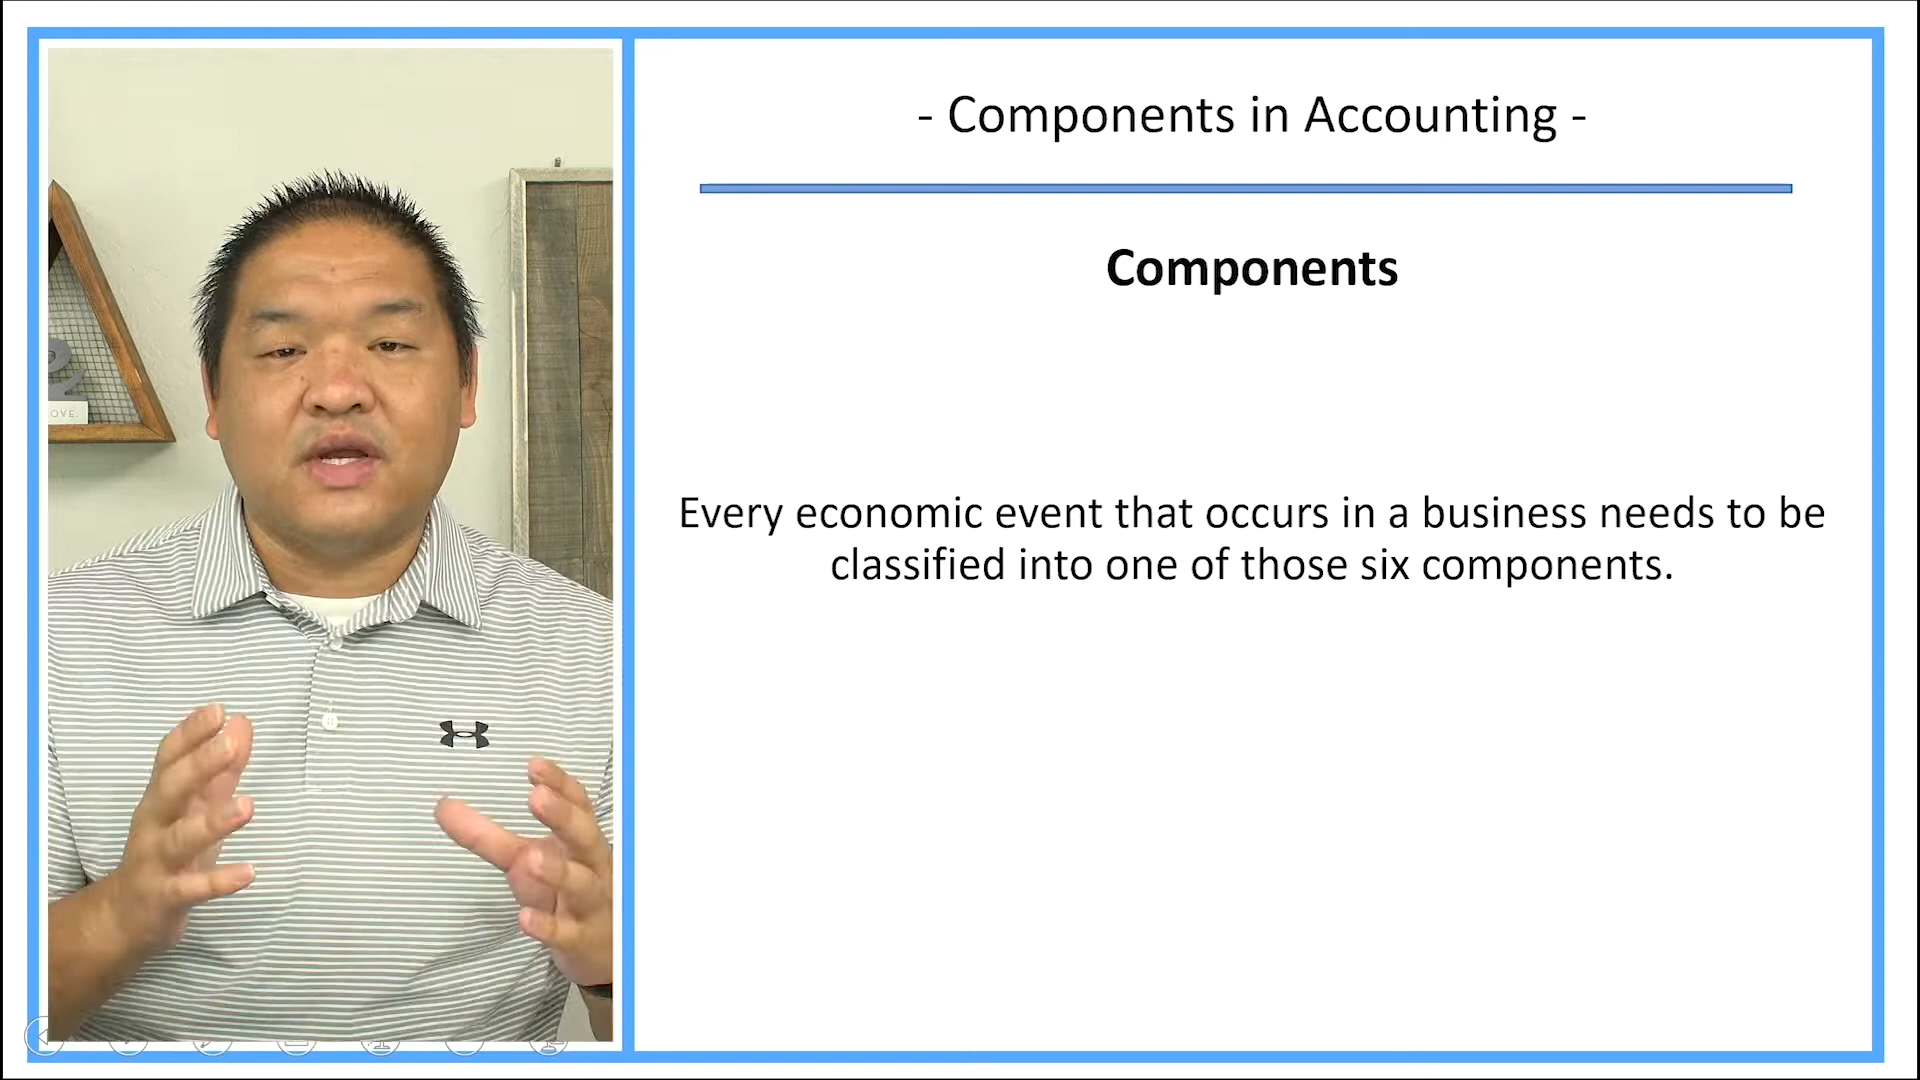 - Components in Accounting -
Components
Every economic event that occurs in a business needs to be
classified into one of those six components.
OVE.